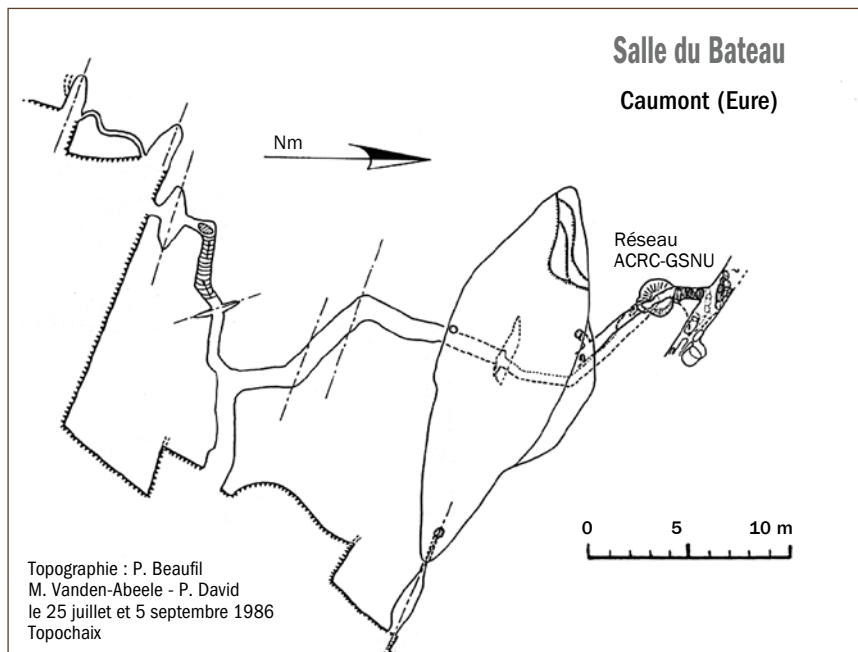 Salle du Bateau
Caumont (Eure)
Nm
Réseau
ACRC-GSNU
0 5 10 m
Topographie : P. Beaufil
M. Vanden-Abeele - P. David
le 25 juillet et 5 septembre 1986
Topochaix